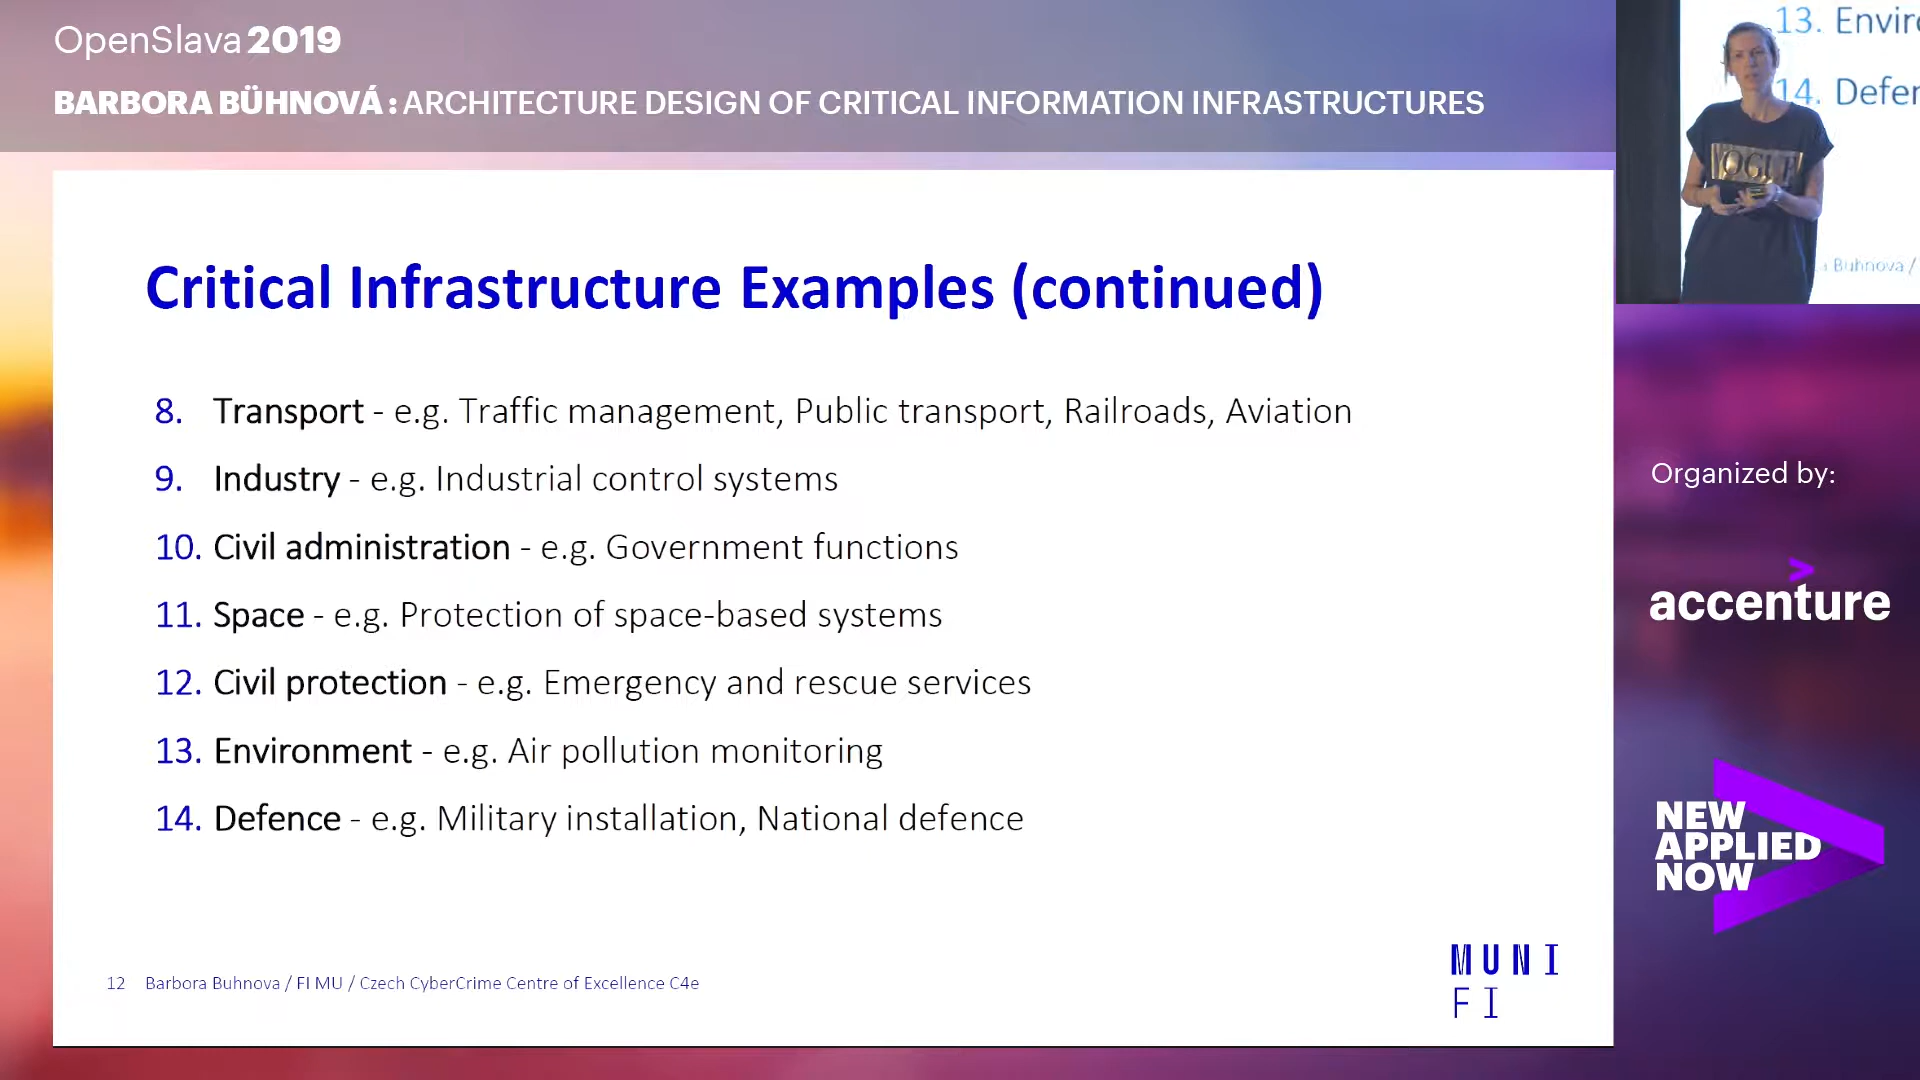 OpenSlava 2019
BARBORA BÜHNOVÁ : ARCHITECTURE DESIGN OF CRITICAL INFORMATION INFRASTRUCTURES
13.
14.
VOGUE
Buhnova /
Critical Infrastructure Examples (continued)
8. Transport - e.g. Traffic management, Public transport, Railroads, Aviation
9. Industry - e.g. Industrial control systems
10. Civil administration - e.g. Government functions
11. Space - e.g. Protection of space-based systems
12. Civil protection - e.g. Emergency and rescue services
13. Environment - e.g. Air pollution monitoring
14. Defence - e.g. Military installation, National defence
12 Barbora Buhnova / FI MU / Czech CyberCrime Centre of Excellence C4e
MUNI
FI
Organized by:
accenture
NEW
APPLIED
NOW